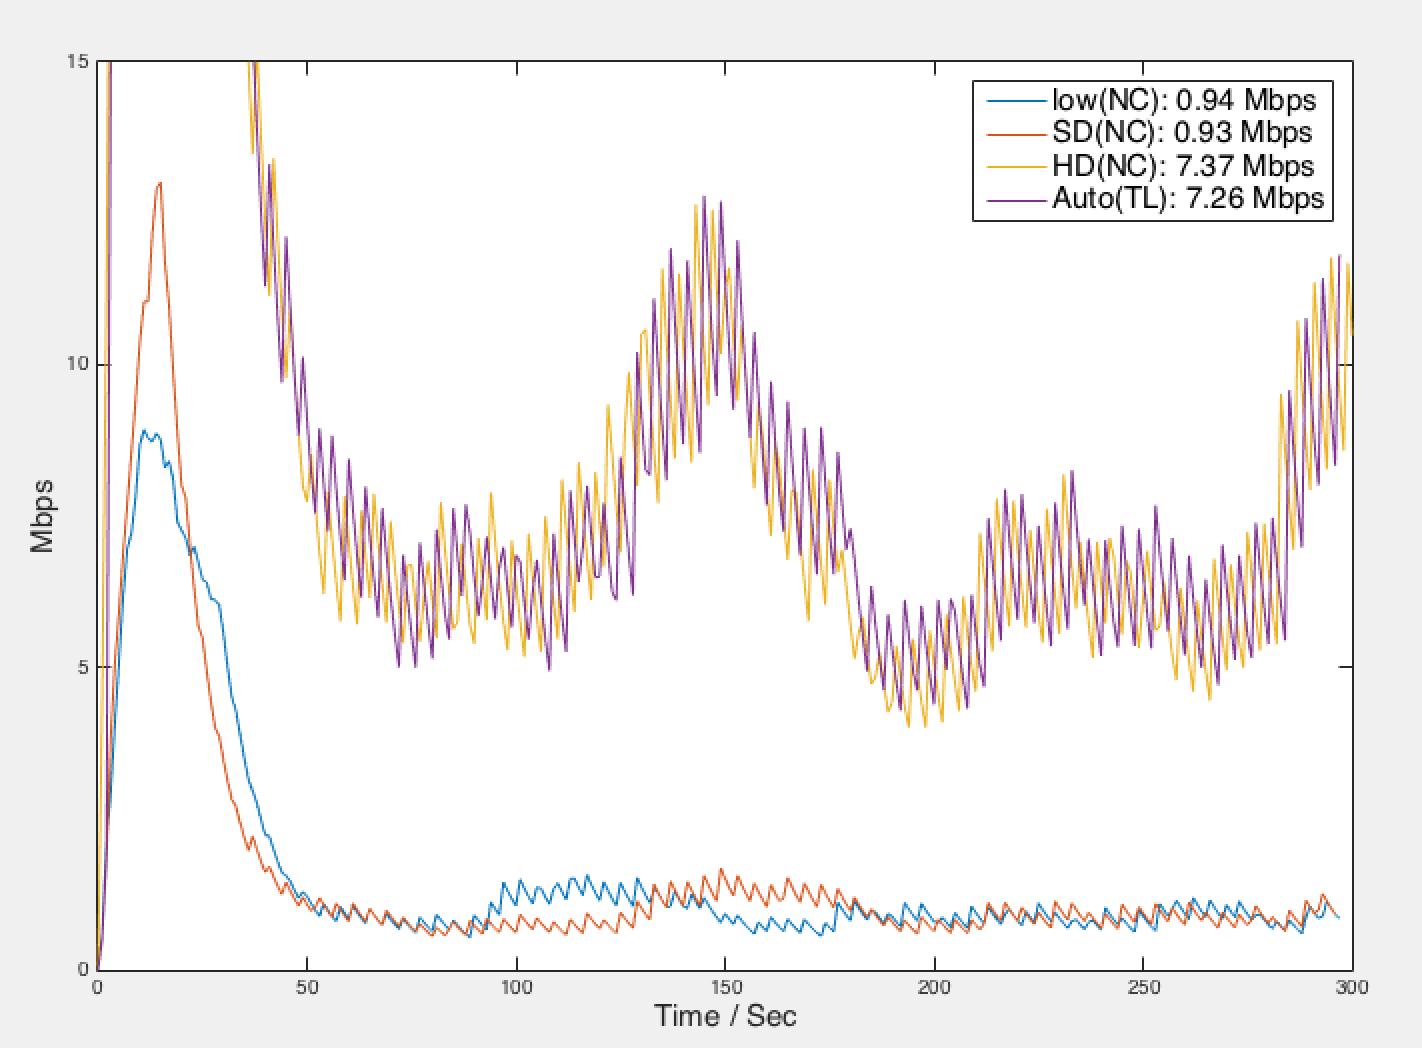 15
10
5
0
Mbps
low(NC): 0.94 Mbps
SD(NC): 0.93 Mbps
HD(NC): 7.37 Mbps
Auto(TL): 7.26 Mbps
0 50 100 150 200 250 300
Time / Sec